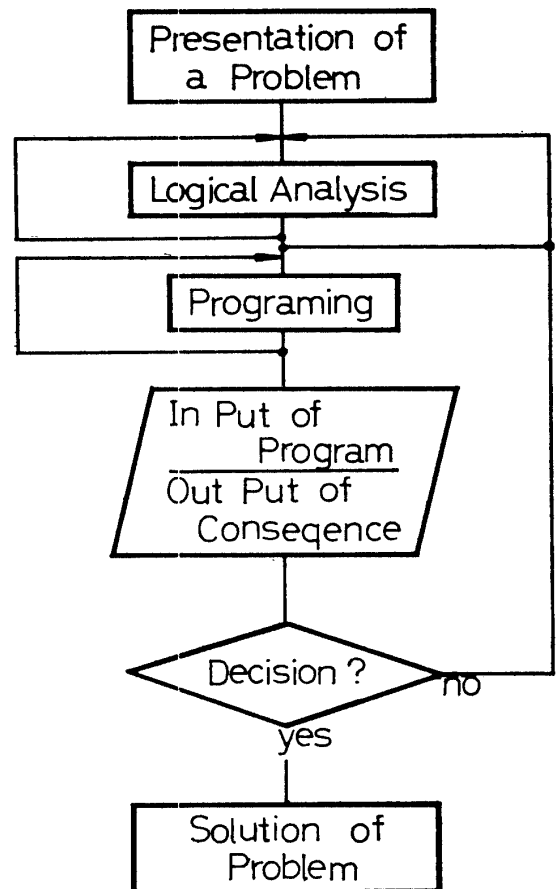 Presentation of
a Problem
Logical Analysis
Programing
In Put of
Program
Out Put of
Conseqence
Decision ?
no
yes
Solution of
Problem